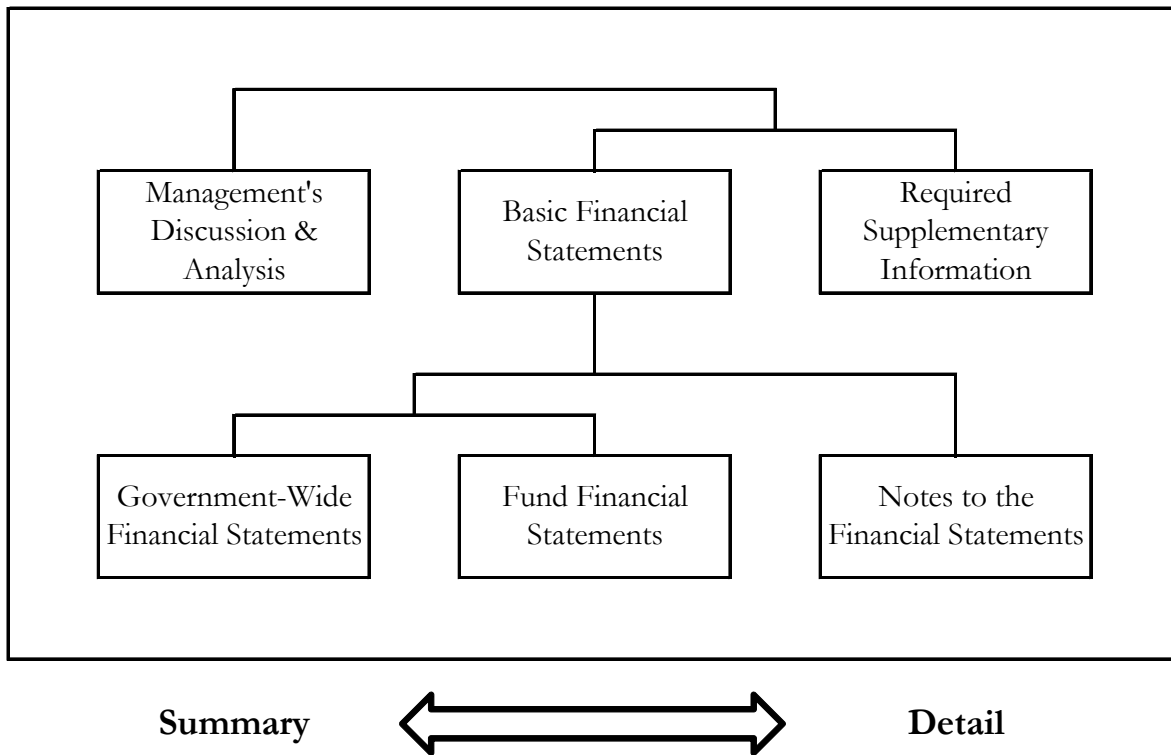 Management's
Discussion &
Analysis
Basic Financial
Statements
Required
Supplementary
Information
Government-Wide
Financial Statements
Fund Financial
Statements
Notes to the
Financial Statements
Summary
Detail